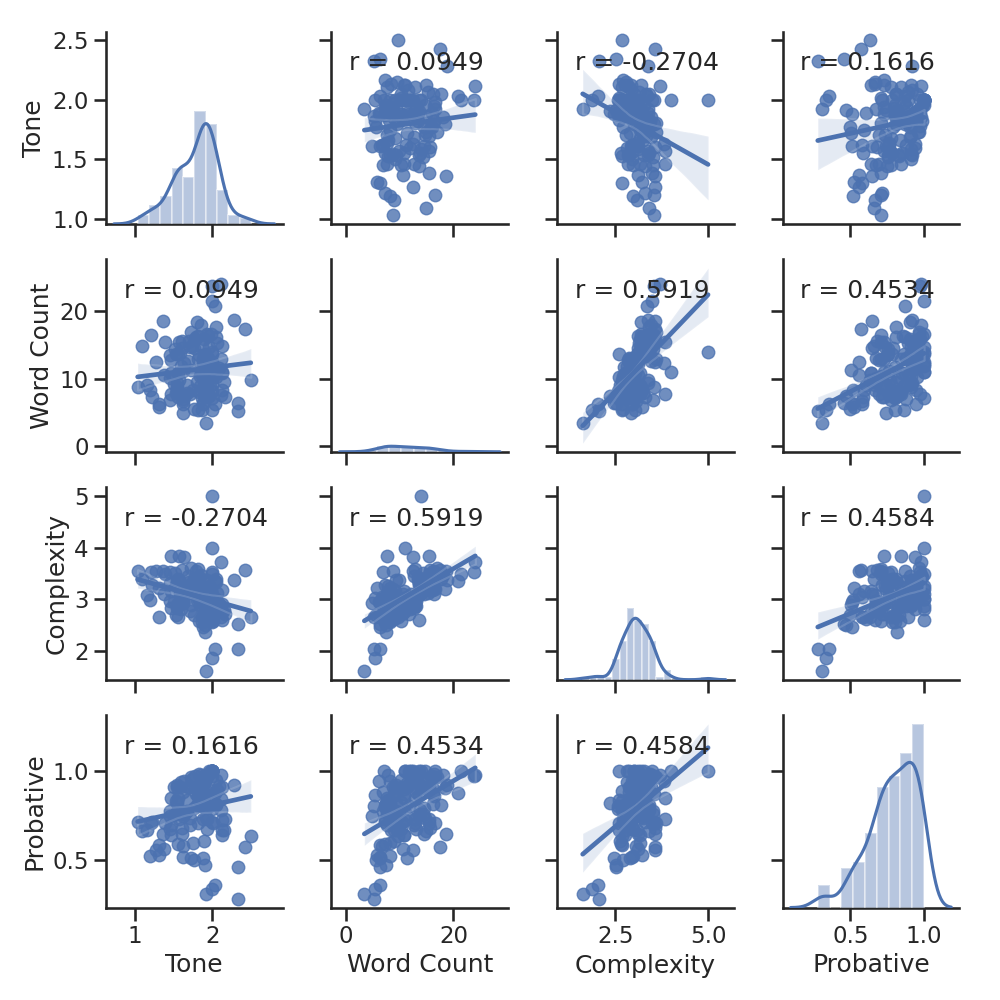 2.5
2.0
1.5
1.0
Tone
r = 0.0949
r = -0.2704
r = 0.1616
20
10
0
Word Count
r = 0.0949
r = 0.5919
r = 0.4534
5
4
3
2
Complexity
r = -0.2704
r = 0.5919
r = 0.4584
1.0
0.5
Probative
r = 0.1616
r = 0.4534
r = 0.4584
1 2 0 20 2.5 5.0 0.5 1.0
Tone Word Count Complexity Probative